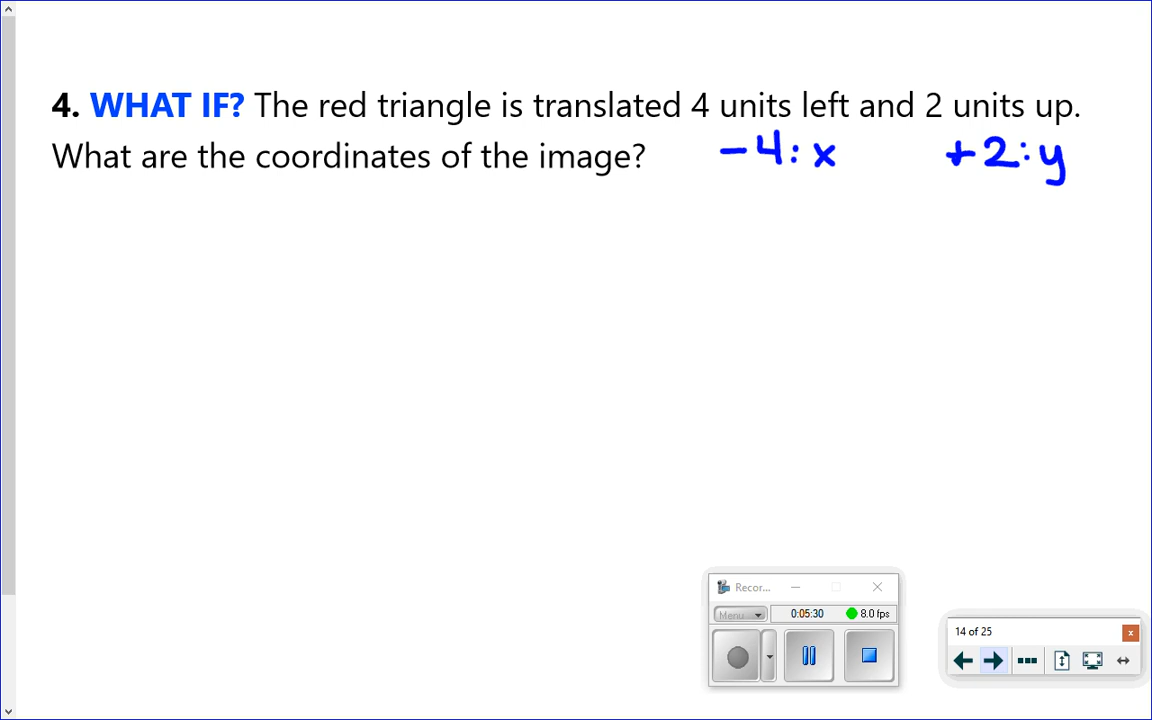 4. WHAT IF? The red triangle is translated 4 units left and 2 units up.
What are the coordinates of the image?
-4: x +2: y
Recor...
Menu 0:05:30 8.0 fps
14 of 25